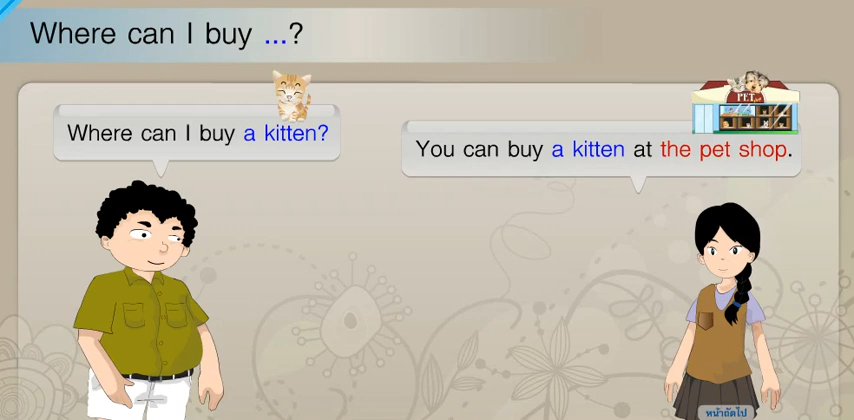 Where can I buy ...?
PET
Where can I buy a kitten?
You can buy a kitten at the pet shop.
หน้าถัดไป